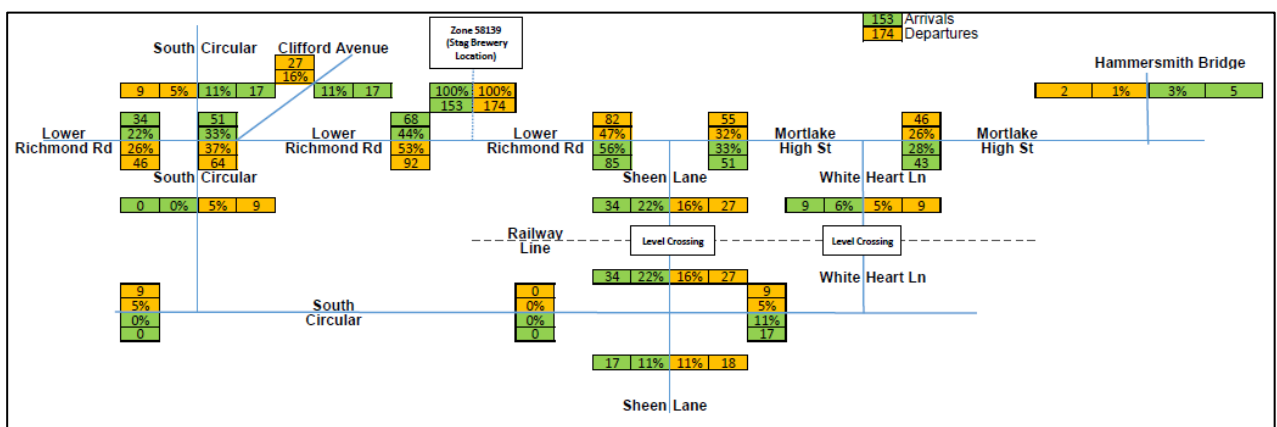 153 Arrivals
174 Departures
Zone 58139
(Stag Brewery
Location)
South Circular
Clifford Avenue
27
16%
Hammersmith Bridge
9 5% 11% 17
11% 17
100% 100%
153 174
2 1% 3% 5
34
22%
26%
46
51
33%
37%
64
68
44%
53%
92
82
47%
56%
85
55
32%
33%
51
46
26%
28%
43
Lower
Richmond Rd
Lower
Richmond Rd
Lower
Richmond Rd
Mortlake
High St
Mortlake
High St
South Circular
Sheen Lane
White Heart Ln
0 0% 5% 9
34 22% 16% 27
9 6% 5% 9
Railway
Line
Level Crossing
Level Crossing
34 22% 16% 27
White Heart Ln
9
5%
0%
0
South
Circular
0
0%
0%
0
9
5%
11%
17
17 11% 11% 18
Sheen Lane